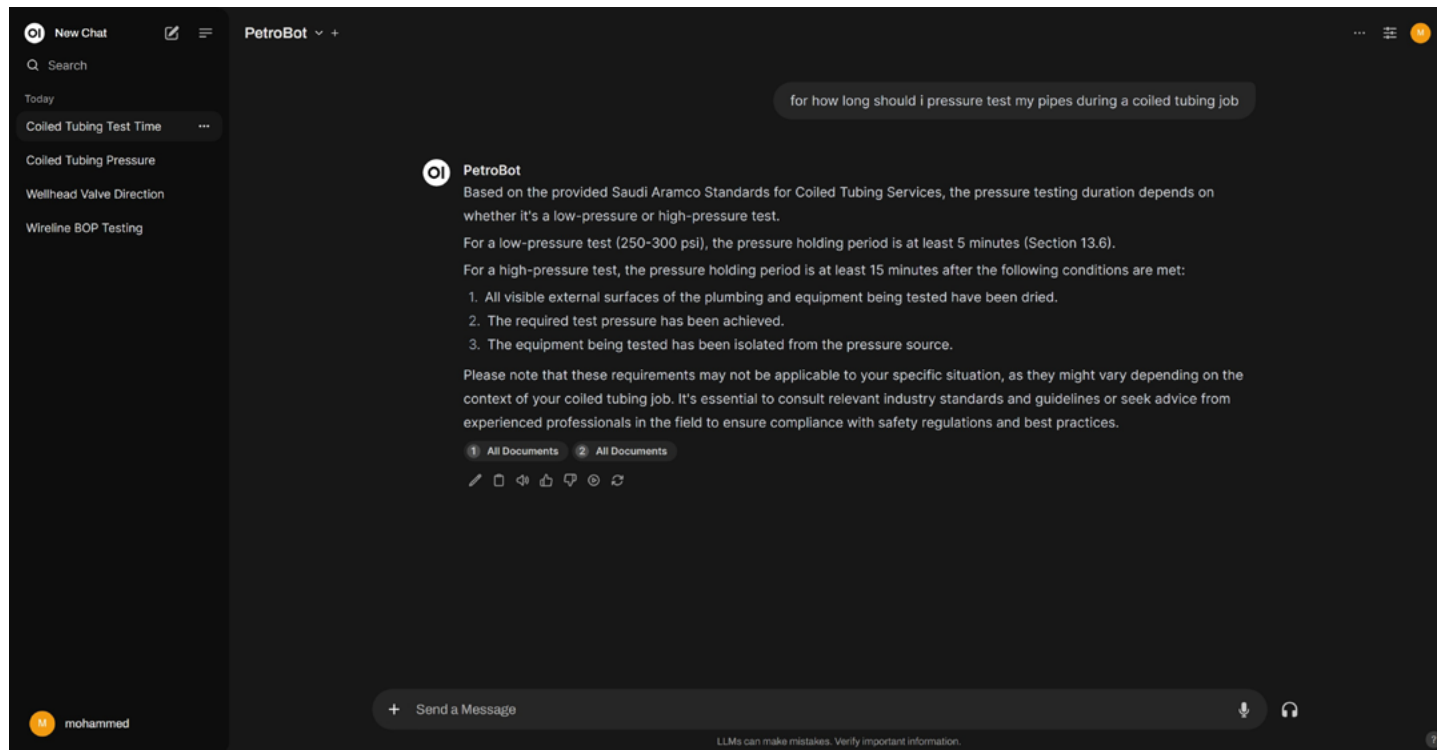 OI New Chat
Search
Today
Coiled Tubing Test Time ...
Coiled Tubing Pressure
Wellhead Valve Direction
Wireline BOP Testing
M mohammed
PetroBot +
... M
for how long should i pressure test my pipes during a coiled tubing job
OI PetroBot
Based on the provided Saudi Aramco Standards for Coiled Tubing Services, the pressure testing duration depends on
whether it's a low-pressure or high-pressure test.
For a low-pressure test (250-300 psi), the pressure holding period is at least 5 minutes (Section 13.6).
For a high-pressure test, the pressure holding period is at least 15 minutes after the following conditions are met:
1. All visible external surfaces of the plumbing and equipment being tested have been dried.
2. The required test pressure has been achieved.
3. The equipment being tested has been isolated from the pressure source.
Please note that these requirements may not be applicable to your specific situation, as they might vary depending on the
context of your coiled tubing job. It's essential to consult relevant industry standards and guidelines or seek advice from
experienced professionals in the field to ensure compliance with safety regulations and best practices.
1 All Documents 2 All Documents
+ Send a Message
LLMs can make mistakes. Verify important information.
?